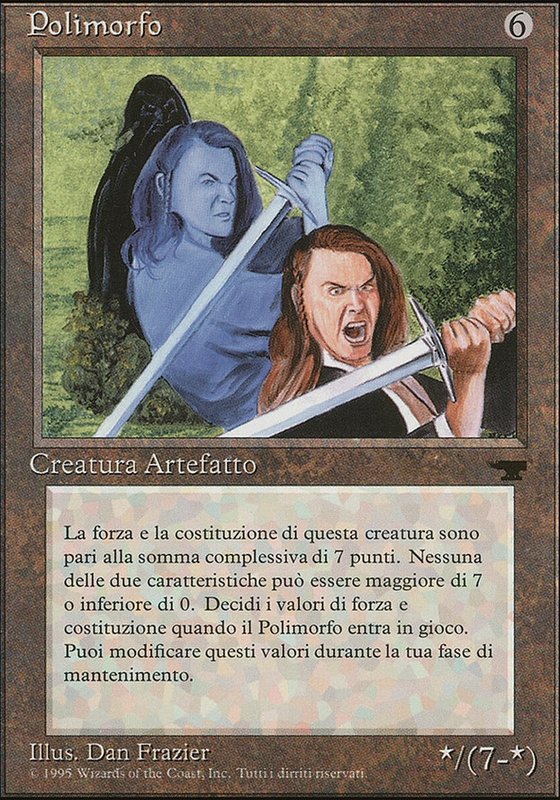 Polimorfo 6
Creatura Artefatto
La forza e la costituzione di questa creatura sono
pari alla somma complessiva di 7 punti. Nessuna
delle due caratteristiche può essere maggiore di 7
o inferiore di 0. Decidi i valori di forza e
costituzione quando il Polimorfo entra in gioco.
Puoi modificare questi valori durante la tua fase di
mantenimento.
Illus. Dan Frazier
*/(7-*)
© 1995 Wizards of the Coast, Inc. Tutti i dirriti riservati.